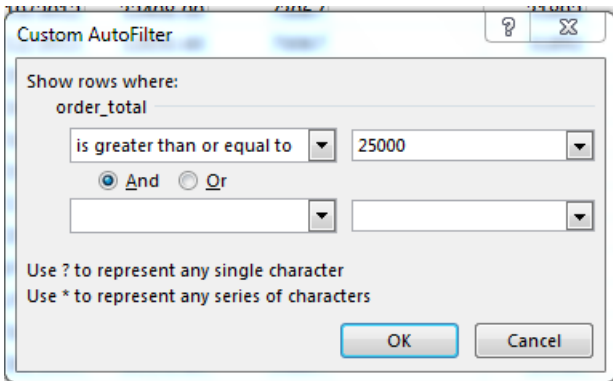 Custom AutoFilter
Show rows where:
order_total
is greater than or equal to 25000
And Or
Use ? to represent any single character
Use * to represent any series of characters
OK Cancel